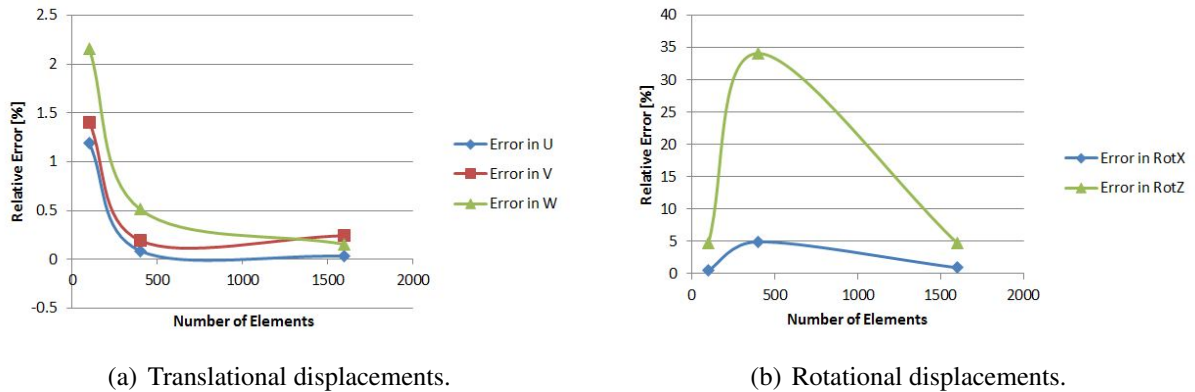 2.5
2
1.5
1
0.5
0
-0.5
0
500
1000
1500
2000
Relative Error [%]
Number of Elements
Error in U
Error in V
Error in W
(a) Translational displacements.
40
35
30
25
20
15
10
5
0
0
500
1000
1500
2000
Relative Error [%]
Number of Elements
Error in RotX
Error in RotZ
(b) Rotational displacements.